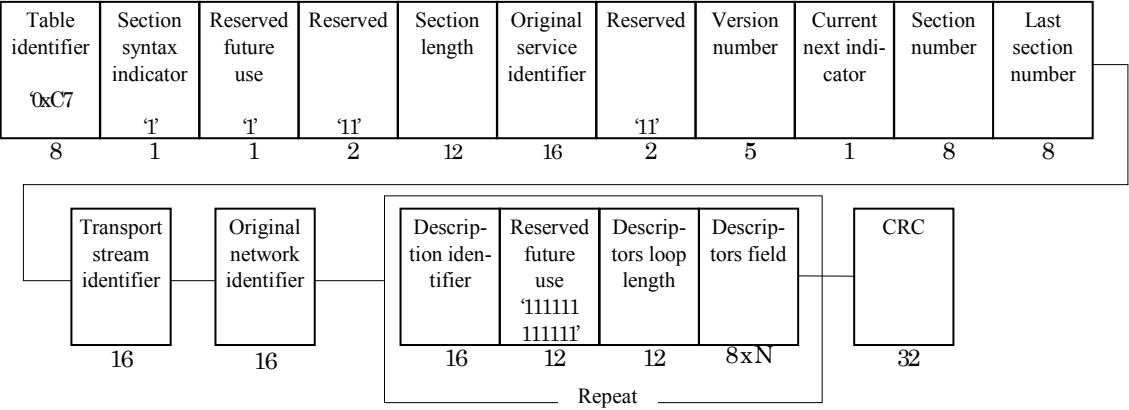 Table identifier '0xC7
Section syntax indicator '1'
Reserved future use '1'
Reserved '11'
Section length
Original service identifier
Reserved '11'
Version number
Current next indi-cator
Section number
Last section number
8 1 1 2 12 16 2 5 1 8 8
Transport stream identifier
Original network identifier
Descrip-tion iden-tifier
Reserved future use '111111 111111'
Descrip-tors loop length
Descrip-tors field
CRC
16 16 16 12 12 8xN 32
Repeat